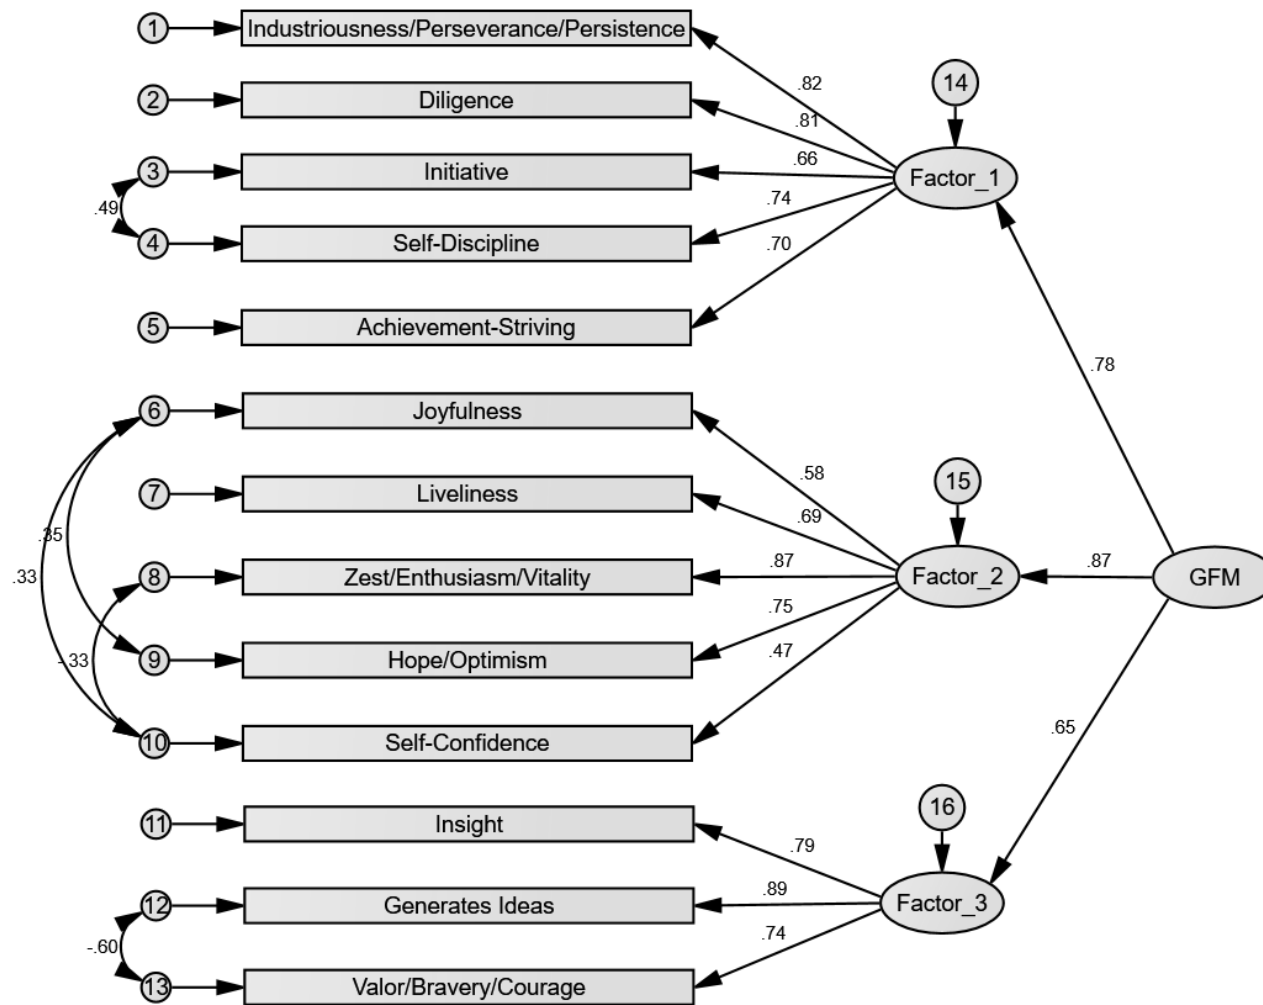 1
Industriousness/Perseverance/Persistence
.82
14
2
Diligence
.81
3
Initiative
.66
Factor_1
.49
.74
4
Self-Discipline
.70
5
Achievement-Striving
.78
6
Joyfulness
.58
15
7
Liveliness
.69
.35
.33
8
Zest/Enthusiasm/Vitality
.87
Factor_2
.87
GFM
.75
-.33
9
Hope/Optimism
.47
10
Self-Confidence
.65
16
11
Insight
.79
12
Generates Ideas
.89
Factor_3
-.60
.74
13
Valor/Bravery/Courage